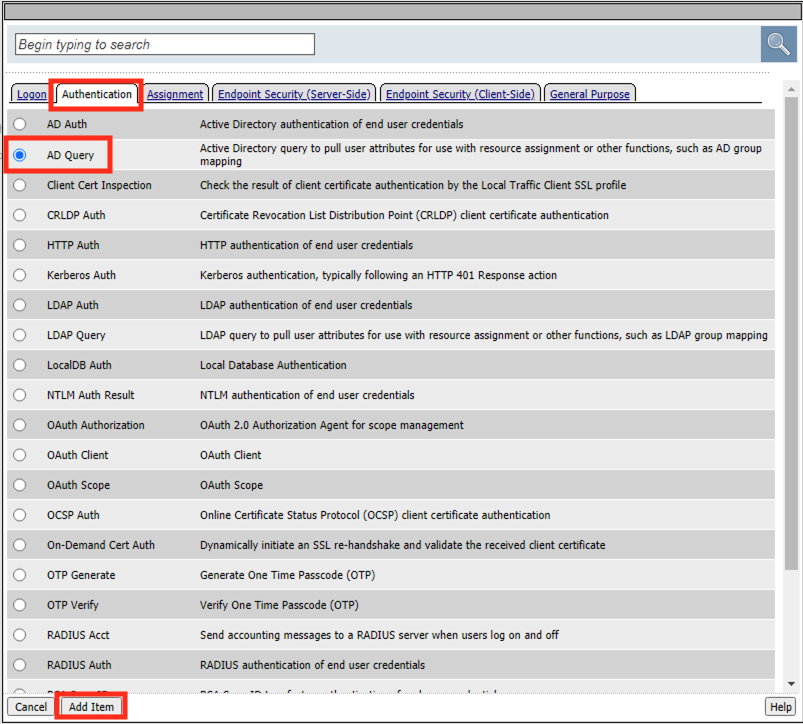 Begin typing to search
Logon Authentication Assignment Endpoint Security (Server-Side) Endpoint Security (Client-Side) General Purpose
AD Auth Active Directory authentication of end user credentials
AD Query Active Directory query to pull user attributes for use with resource assignment or other functions, such as AD group
mapping
Client Cert Inspection Check the result of client certificate authentication by the Local Traffic Client SSL profile
CRLDP Auth Certificate Revocation List Distribution Point (CRLDP) client certificate authentication
HTTP Auth HTTP authentication of end user credentials
Kerberos Auth Kerberos authentication, typically following an HTTP 401 Response action
LDAP Auth LDAP authentication of end user credentials
LDAP Query LDAP query to pull user attributes for use with resource assignment or other functions, such as LDAP group mapping
LocalDB Auth Local Database Authentication
NTLM Auth Result NTLM authentication of end user credentials
OAuth Authorization OAuth 2.0 Authorization Agent for scope management
OAuth Client OAuth Client
OAuth Scope OAuth Scope
OCSP Auth Online Certificate Status Protocol (OCSP) client certificate authentication
On-Demand Cert Auth Dynamically initiate an SSL re-handshake and validate the received client certificate
OTP Generate Generate One Time Passcode (OTP)
OTP Verify Verify One Time Passcode (OTP)
RADIUS Acct Send accounting messages to a RADIUS server when users log on and off
RADIUS Auth RADIUS authentication of end user credentials
Cancel Add Item Help